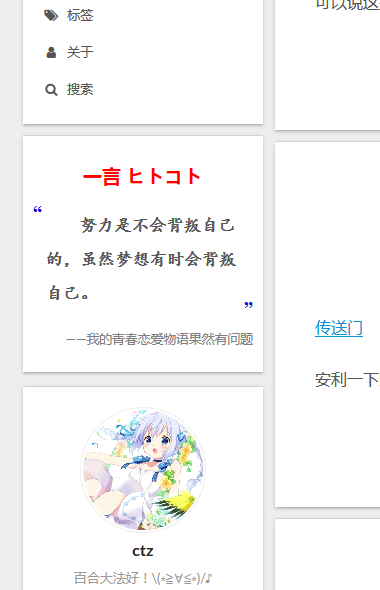 标签
关于
搜索
一言 ヒトコト
“
努力是不会背叛自己
的，虽然梦想有时会背叛
自己。
”
——我的青春恋爱物语果然有问题
ctz
百合大法好！\(*≧∀≦*)/♪
可以说这
传送门
安利一下